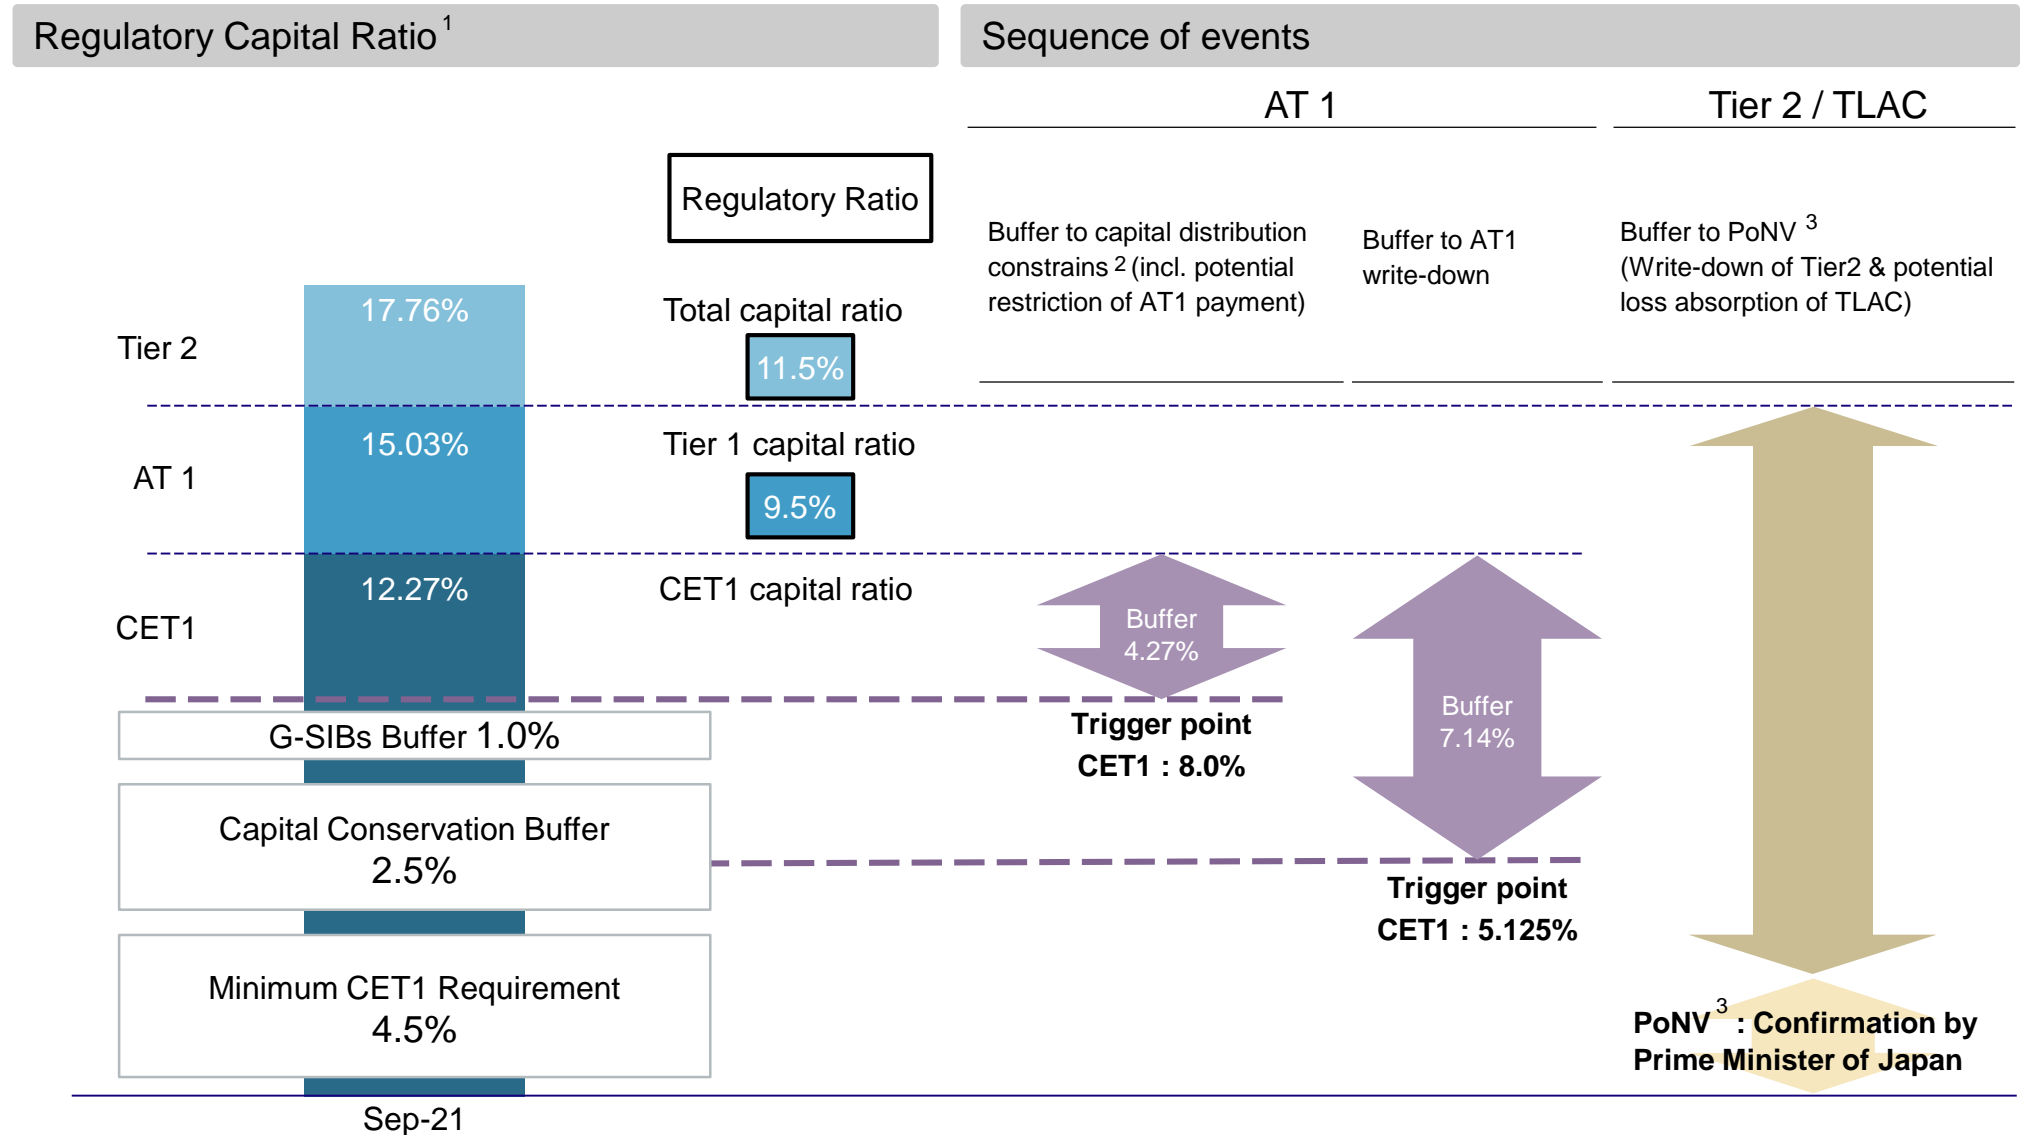 Regulatory Capital Ratio 1
Sequence of events
AT 1
Tier 2 / TLAC
Regulatory Ratio
Buffer to capital distribution
constrains 2 (incl. potential
restriction of AT1 payment)
Buffer to AT1
write-down
Buffer to PoNV 3
(Write-down of Tier2 & potential
loss absorption of TLAC)
Tier 2
17.76%
Total capital ratio
11.5%
AT 1
15.03%
Tier 1 capital ratio
9.5%
CET1
12.27%
CET1 capital ratio
Buffer
4.27%
Trigger point
CET1 : 8.0%
Buffer
7.14%
Trigger point
CET1 : 5.125%
G-SIBs Buffer 1.0%
Capital Conservation Buffer
2.5%
Minimum CET1 Requirement
4.5%
PoNV 3 : Confirmation by
Prime Minister of Japan
Sep-21